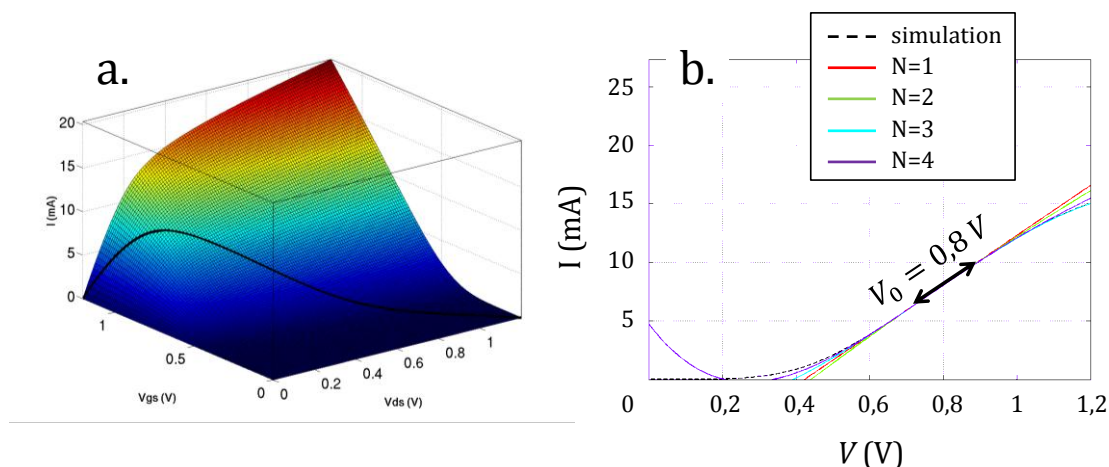 a.
20
15
10
5
0
I (mA)
1
0.5
0
Vgs (V)
0
0.2
0.4
0.6
0.8
1
Vds (V)
b.
simulation
N=1
N=2
N=3
N=4
25
20
15
10
5
0
I (mA)
V₀ = 0,8 V
0,2
0,4
0,6
0,8
1
1,2
V (V)